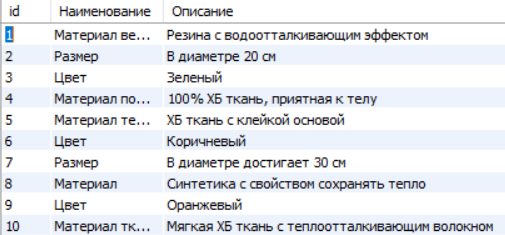 id Наименование Описание
1 Материал ве... Резина с водоотталкивающим эффектом
2 Размер В диаметре 20 см
3 Цвет Зеленый
4 Материал по... 100% ХБ ткань, приятная к телу
5 Материал те... ХБ ткань с клейкой основой
6 Цвет Коричневый
7 Размер В диаметре достигает 30 см
8 Материал Синтетика с свойством сохранять тепло
9 Цвет Оранжевый
10 Материал тк... Мягкая ХБ ткань с теплоотталкивающим волокном